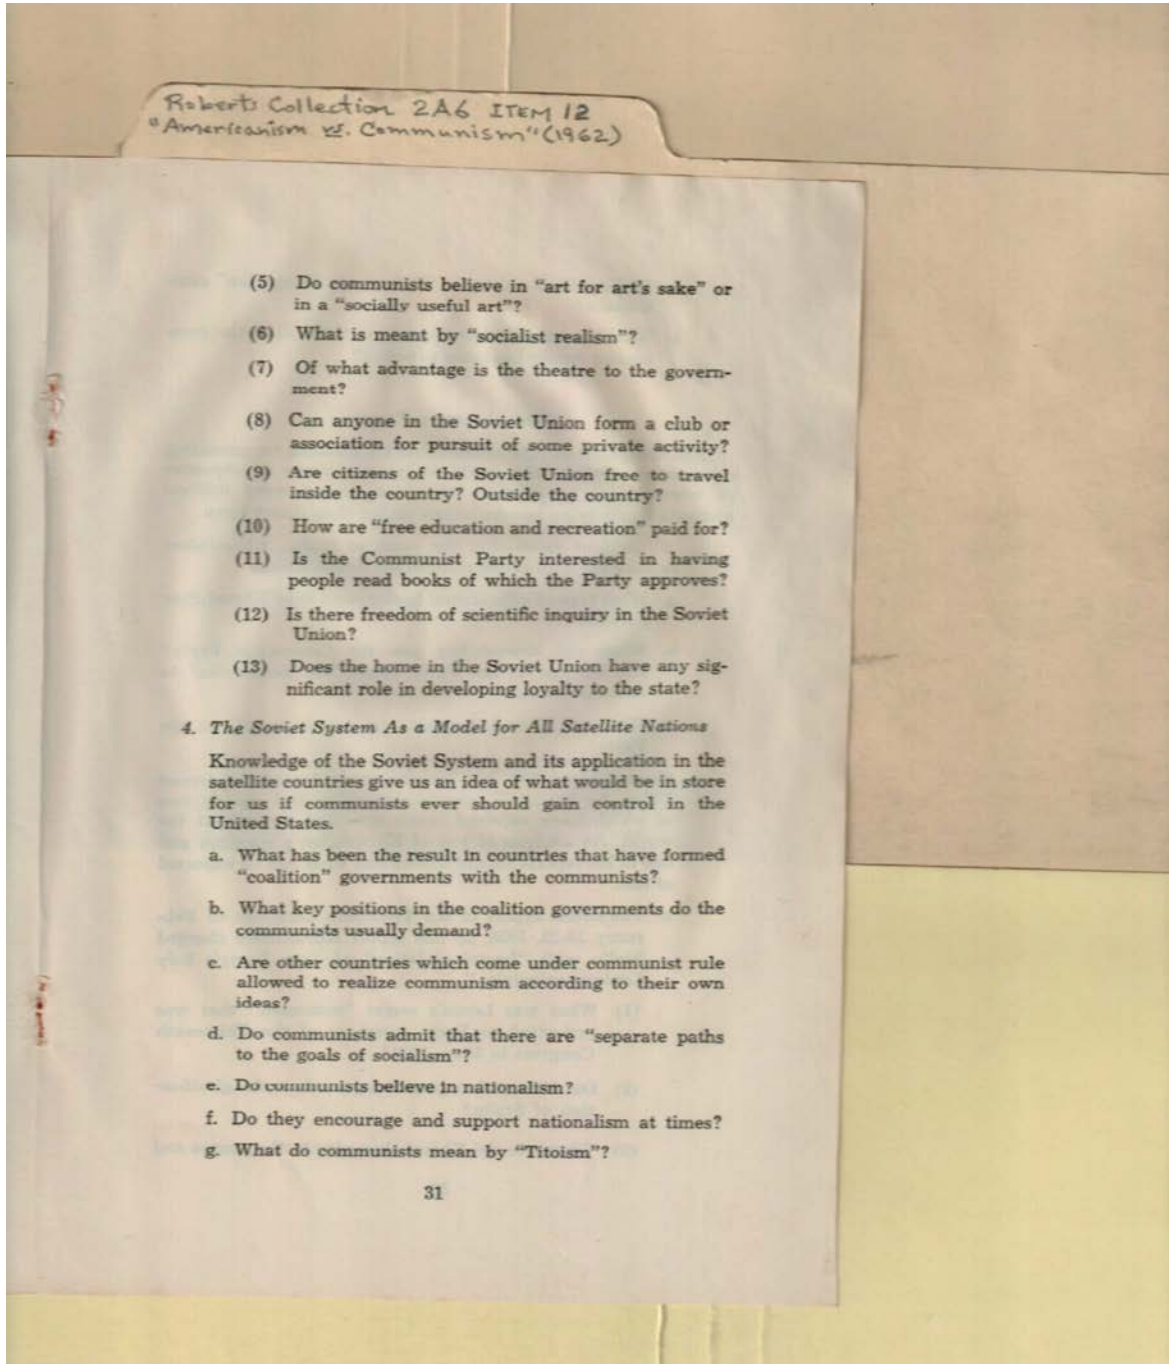 Roberts Collection 2A6 ITEM 12
"Americanism vs. Communism" (1962)
(5) Do communists believe in “art for art's sake” or
in a “socially useful art”?
(6) What is meant by “socialist realism”?
(7) Of what advantage is the theatre to the govern-
ment?
(8) Can anyone in the Soviet Union form a club or
association for pursuit of some private activity?
(9) Are citizens of the Soviet Union free to travel
inside the country? Outside the country?
(10) How are “free education and recreation” paid for?
(11) Is the Communist Party interested in having
people read books of which the Party approves?
(12) Is there freedom of scientific inquiry in the Soviet
Union?
(13) Does the home in the Soviet Union have any sig-
nificant role in developing loyalty to the state?
4. The Soviet System As a Model for All Satellite Nations
Knowledge of the Soviet System and its application in the
satellite countries give us an idea of what would be in store
for us if communists ever should gain control in the
United States.
a. What has been the result in countries that have formed
“coalition” governments with the communists?
b. What key positions in the coalition governments do the
communists usually demand?
c. Are other countries which come under communist rule
allowed to realize communism according to their own
ideas?
d. Do communists admit that there are “separate paths
to the goals of socialism”?
e. Do communists believe in nationalism?
f. Do they encourage and support nationalism at times?
g. What do communists mean by “Titoism”?
31